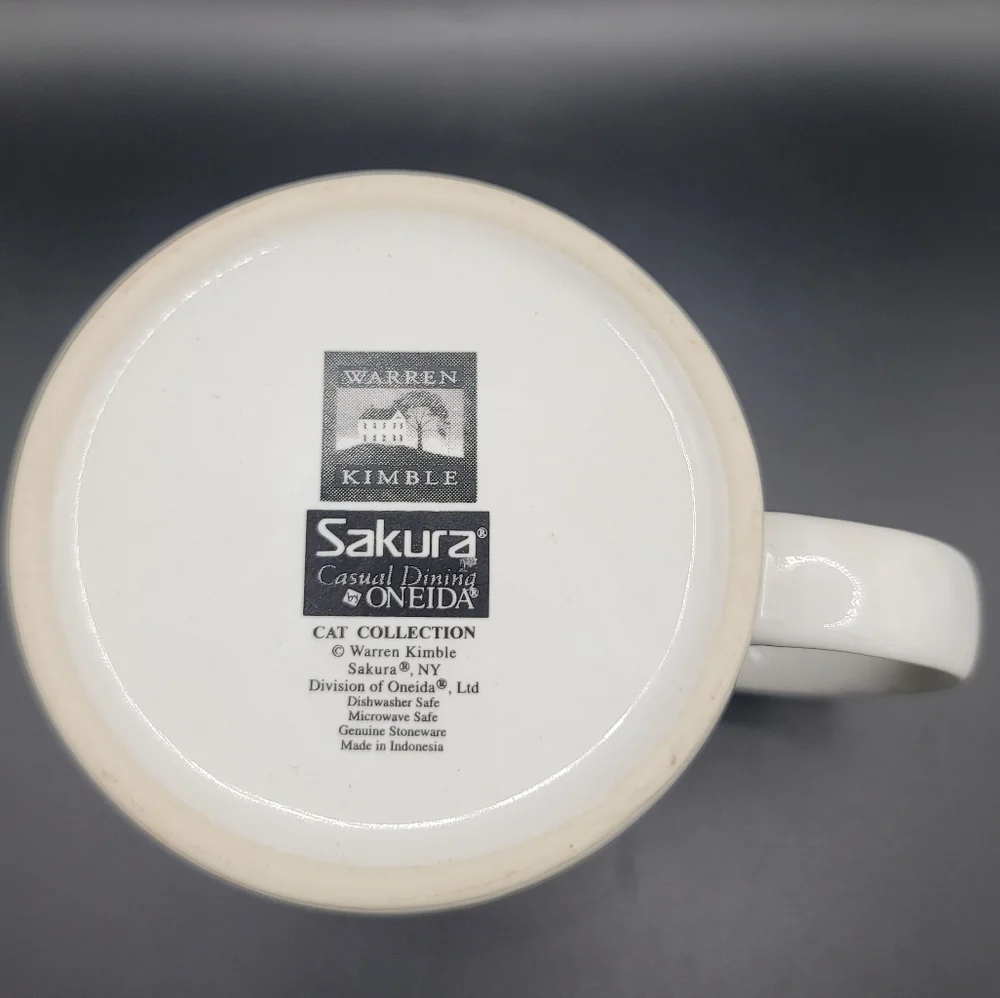 WARREN
KIMBLE
Sakura®
Casual Dining
by ONEIDA®
CAT COLLECTION
© Warren Kimble
Sakura®, NY
Division of Oneida®, Ltd
Dishwasher Safe
Microwave Safe
Genuine Stoneware
Made in Indonesia